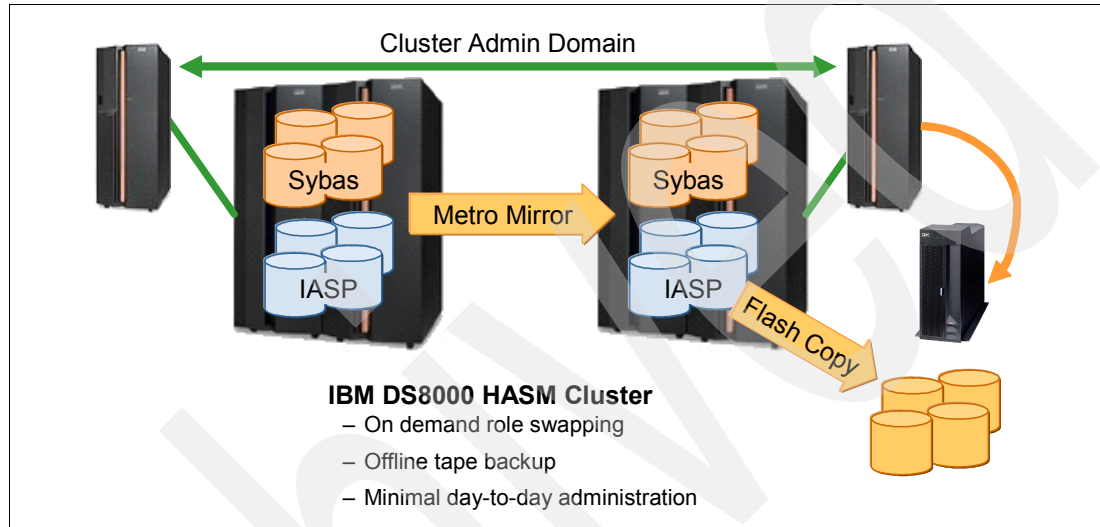 Cluster Admin Domain
Sybas
Sybas
Metro Mirror
IASP
IASP
Flash Copy
IBM DS8000 HASM Cluster
– On demand role swapping
– Offline tape backup
– Minimal day-to-day administration